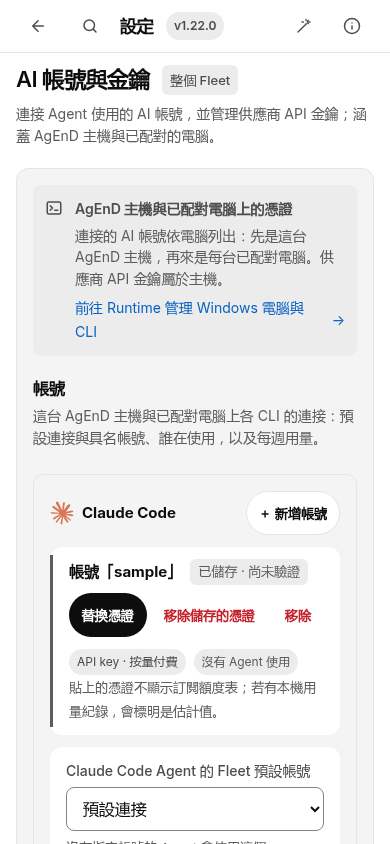 設定 v1.22.0
AI 帳號與金鑰 整個 Fleet
連接 Agent 使用的 AI 帳號，並管理供應商 API 金鑰；涵
蓋 AgEnD 主機與已配對的電腦。
AgEnD 主機與已配對電腦上的憑證
連接的 AI 帳號依電腦列出：先是這台
AgEnD 主機，再來是每台已配對電腦。供
應商 API 金鑰屬於主機。
前往 Runtime 管理 Windows 電腦與
CLI →
帳號
這台 AgEnD 主機與已配對電腦上各 CLI 的連接：預
設連接與具名帳號、誰在使用，以及每週用量。
Claude Code + 新增帳號
帳號「sample」 已儲存 · 尚未驗證
替換憑證 移除儲存的憑證 移除
API key · 按量付費 沒有 Agent 使用
貼上的憑證不顯示訂閱額度表；若有本機用
量紀錄，會標明是估計值。
Claude Code Agent 的 Fleet 預設帳號
預設連接